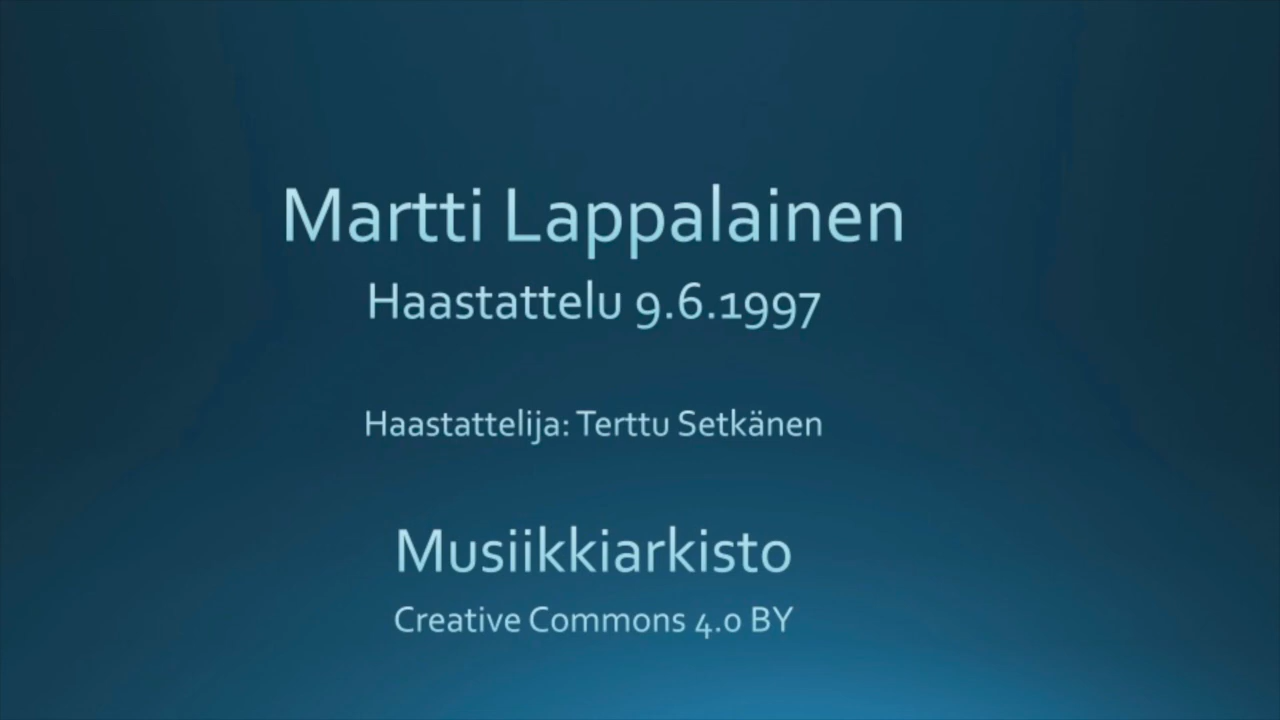 Martti Lappalainen
Haastattelu 9.6.1997
Haastattelija: Terttu Setkänen
Musiikkiarkisto
Creative Commons 4.0 BY